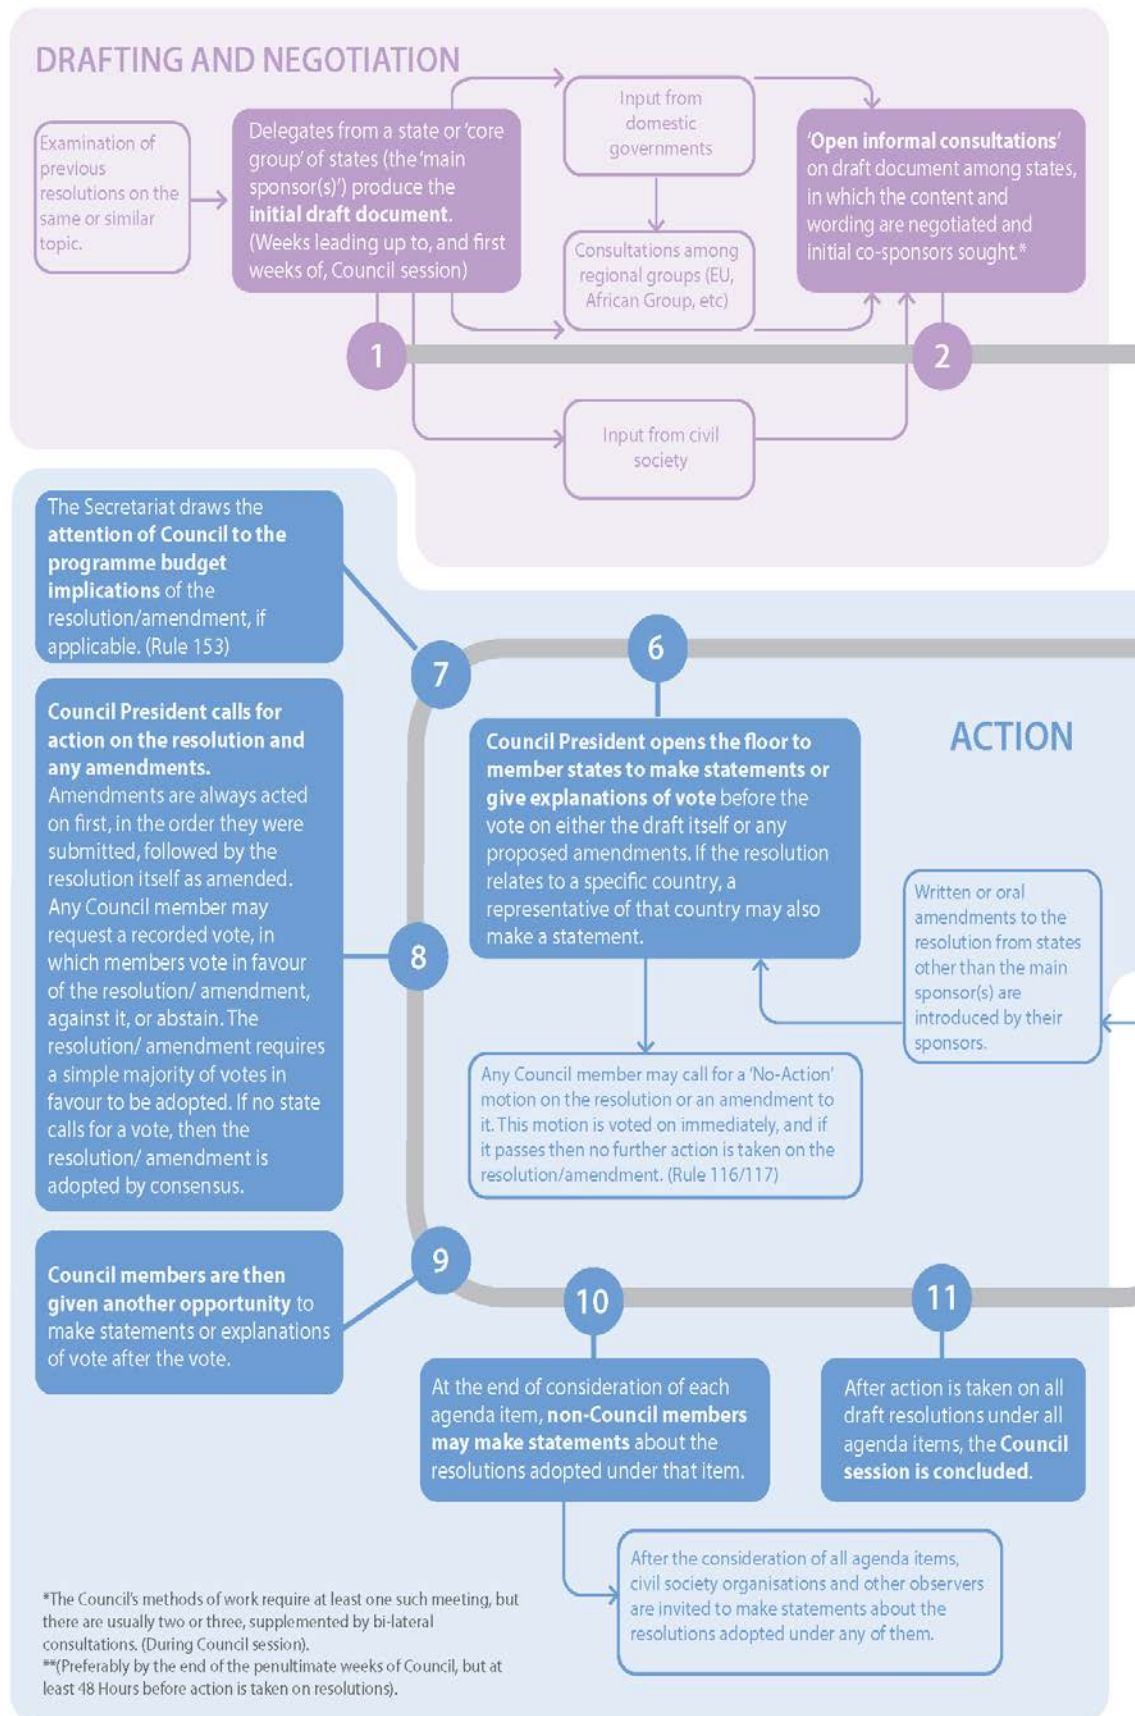 DRAFTING AND NEGOTIATION
Examination of
previous
resolutions on the
same or similar
topic.
Delegates from a state or ‘core
group’ of states (the ‘main
sponsor(s)’) produce the
initial draft document.
(Weeks leading up to, and first
weeks of, Council session)
Input from
domestic
governments
Consultations among
regional groups (EU,
African Group, etc)
‘Open informal consultations’
on draft document among states,
in which the content and
wording are negotiated and
initial co-sponsors sought.*
1
2
Input from civil
society
The Secretariat draws the
attention of Council to the
programme budget
implications of the
resolution/amendment, if
applicable. (Rule 153)
7
6
Council President opens the floor to
member states to make statements or
give explanations of vote before the
vote on either the draft itself or any
proposed amendments. If the resolution
relates to a specific country, a
representative of that country may also
make a statement.
ACTION
Written or oral
amendments to the
resolution from states
other than the main
sponsor(s) are
introduced by their
sponsors.
Any Council member may call for a ‘No-Action’
motion on the resolution or an amendment to
it. This motion is voted on immediately, and if
it passes then no further action is taken on the
resolution/amendment. (Rule 116/117)
Council President calls for
action on the resolution and
any amendments.
Amendments are always acted
on first, in the order they were
submitted, followed by the
resolution itself as amended.
Any Council member may
request a recorded vote, in
which members vote in favour
of the resolution/ amendment,
against it, or abstain. The
resolution/ amendment requires
a simple majority of votes in
favour to be adopted. If no state
calls for a vote, then the
resolution/ amendment is
adopted by consensus.
8
9
Council members are then
given another opportunity to
make statements or explanations
of vote after the vote.
10
At the end of consideration of each
agenda item, non-Council members
may make statements about the
resolutions adopted under that item.
11
After action is taken on all
draft resolutions under all
agenda items, the Council
session is concluded.
After the consideration of all agenda items,
civil society organisations and other observers
are invited to make statements about the
resolutions adopted under any of them.
*The Council's methods of work require at least one such meeting, but
there are usually two or three, supplemented by bi-lateral
consultations. (During Council session).
**(Preferably by the end of the penultimate weeks of Council, but at
least 48 Hours before action is taken on resolutions).